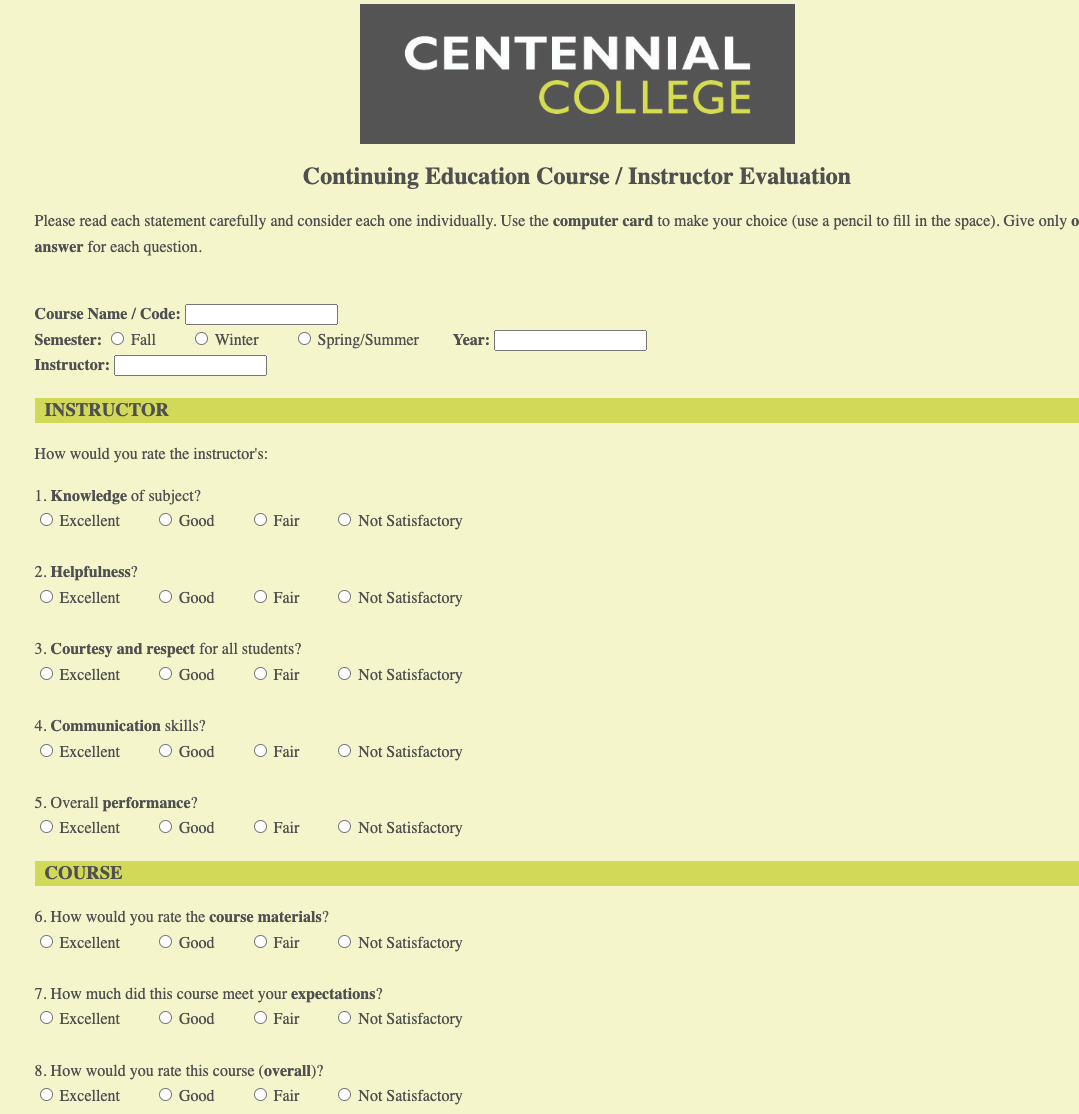 CENTENNIAL
COLLEGE
Continuing Education Course / Instructor Evaluation
Please read each statement carefully and consider each one individually. Use the computer card to make your choice (use a pencil to fill in the space). Give only
answer for each question.
Course Name / Code:
Semester: Fall Winter Spring/Summer Year:
Instructor:
INSTRUCTOR
How would you rate the instructor's:
1. Knowledge of subject?
Excellent Good Fair Not Satisfactory
2. Helpfulness?
Excellent Good Fair Not Satisfactory
3. Courtesy and respect for all students?
Excellent Good Fair Not Satisfactory
4. Communication skills?
Excellent Good Fair Not Satisfactory
5. Overall performance?
Excellent Good Fair Not Satisfactory
COURSE
6. How would you rate the course materials?
Excellent Good Fair Not Satisfactory
7. How much did this course meet your expectations?
Excellent Good Fair Not Satisfactory
8. How would you rate this course (overall)?
Excellent Good Fair Not Satisfactory